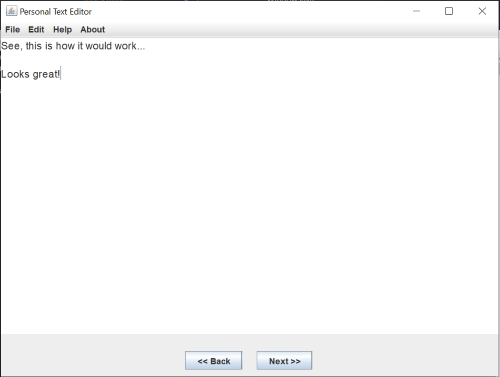 Personal Text Editor
File Edit Help About
See, this is how it would work...
Looks great!
<< Back Next >>